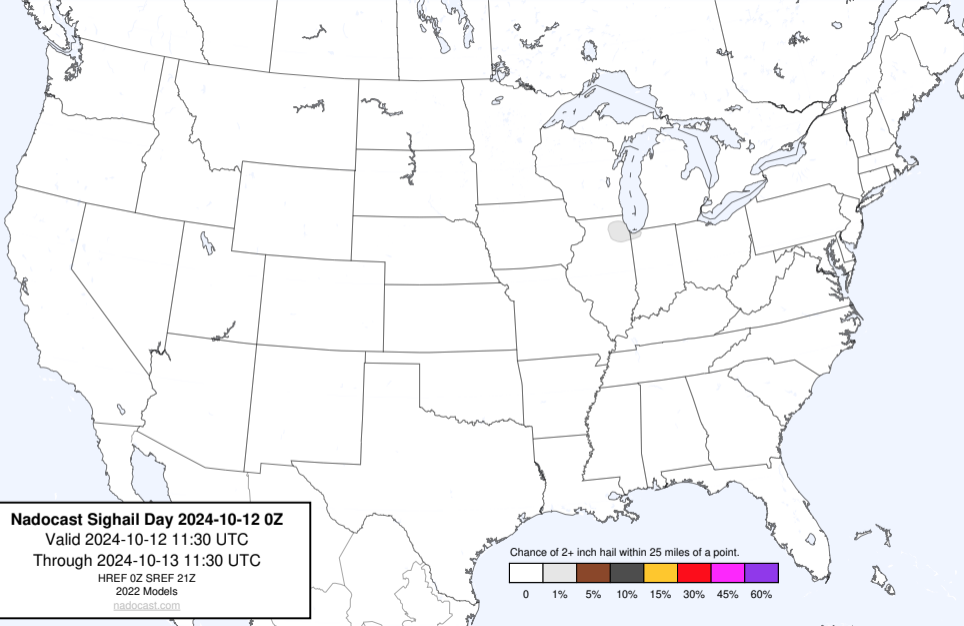 Nadocast Sighail Day 2024-10-12 0Z
Valid 2024-10-12 11:30 UTC
Through 2024-10-13 11:30 UTC
HREF 0Z SREF 21Z
2022 Models
nadocast.com
Chance of 2+ inch hail within 25 miles of a point.
0 1% 5% 10% 15% 30% 45% 60%